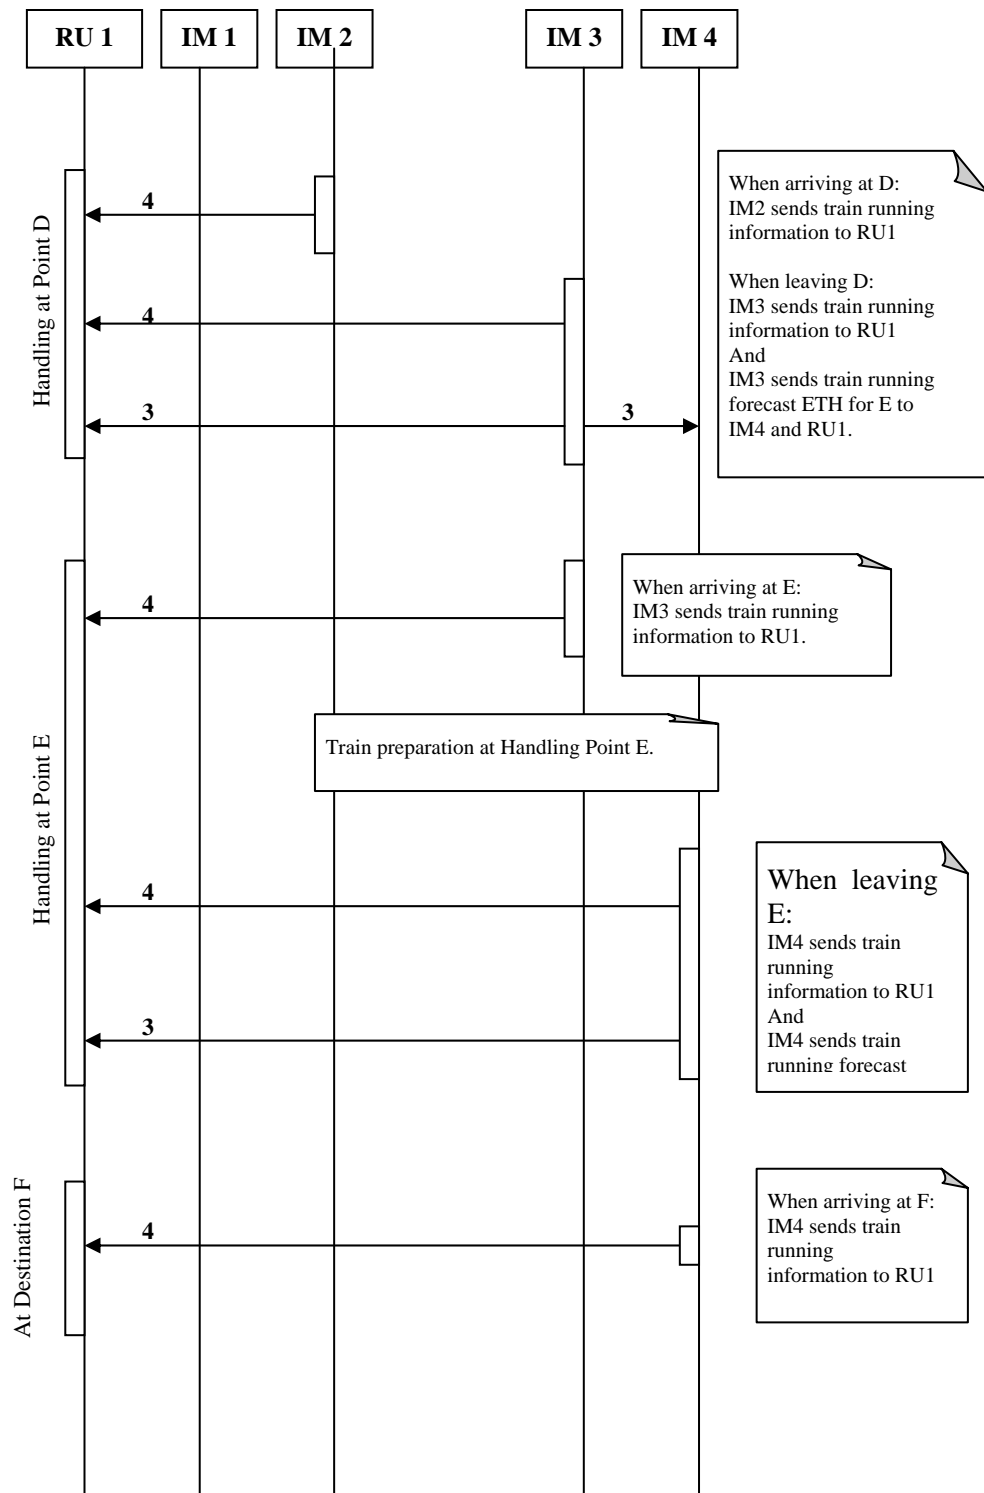 RU 1
IM 1
IM 2
IM 3
IM 4
Handling at Point D
4
When arriving at D:
IM2 sends train running
information to RU1
When leaving D:
IM3 sends train running
information to RU1
And
IM3 sends train running
forecast ETH for E to
IM4 and RU1.
4
3
3
Handling at Point E
4
When arriving at E:
IM3 sends train running
information to RU1.
Train preparation at Handling Point E.
4
When leaving
E:
IM4 sends train
running
information to RU1
And
IM4 sends train
running forecast
3
At Destination F
4
When arriving at F:
IM4 sends train
running
information to RU1